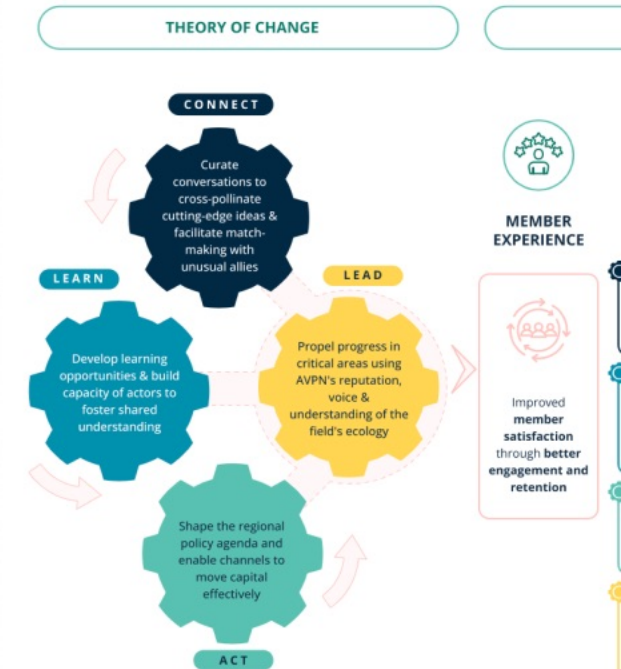 THEORY OF CHANGE
CONNECT
Curate
conversations to
cross-pollinate
cutting-edge ideas &
facilitate match-
making with
unusual allies
LEARN
Develop learning
opportunities & build
capacity of actors to
foster shared
understanding
LEAD
Propel progress in
critical areas using
AVPN's reputation,
voice &
understanding of the
field's ecology
Shape the regional
policy agenda and
enable channels to
move capital
effectively
ACT
MEMBER
EXPERIENCE
Improved
member
satisfaction
through better
engagement and
retention